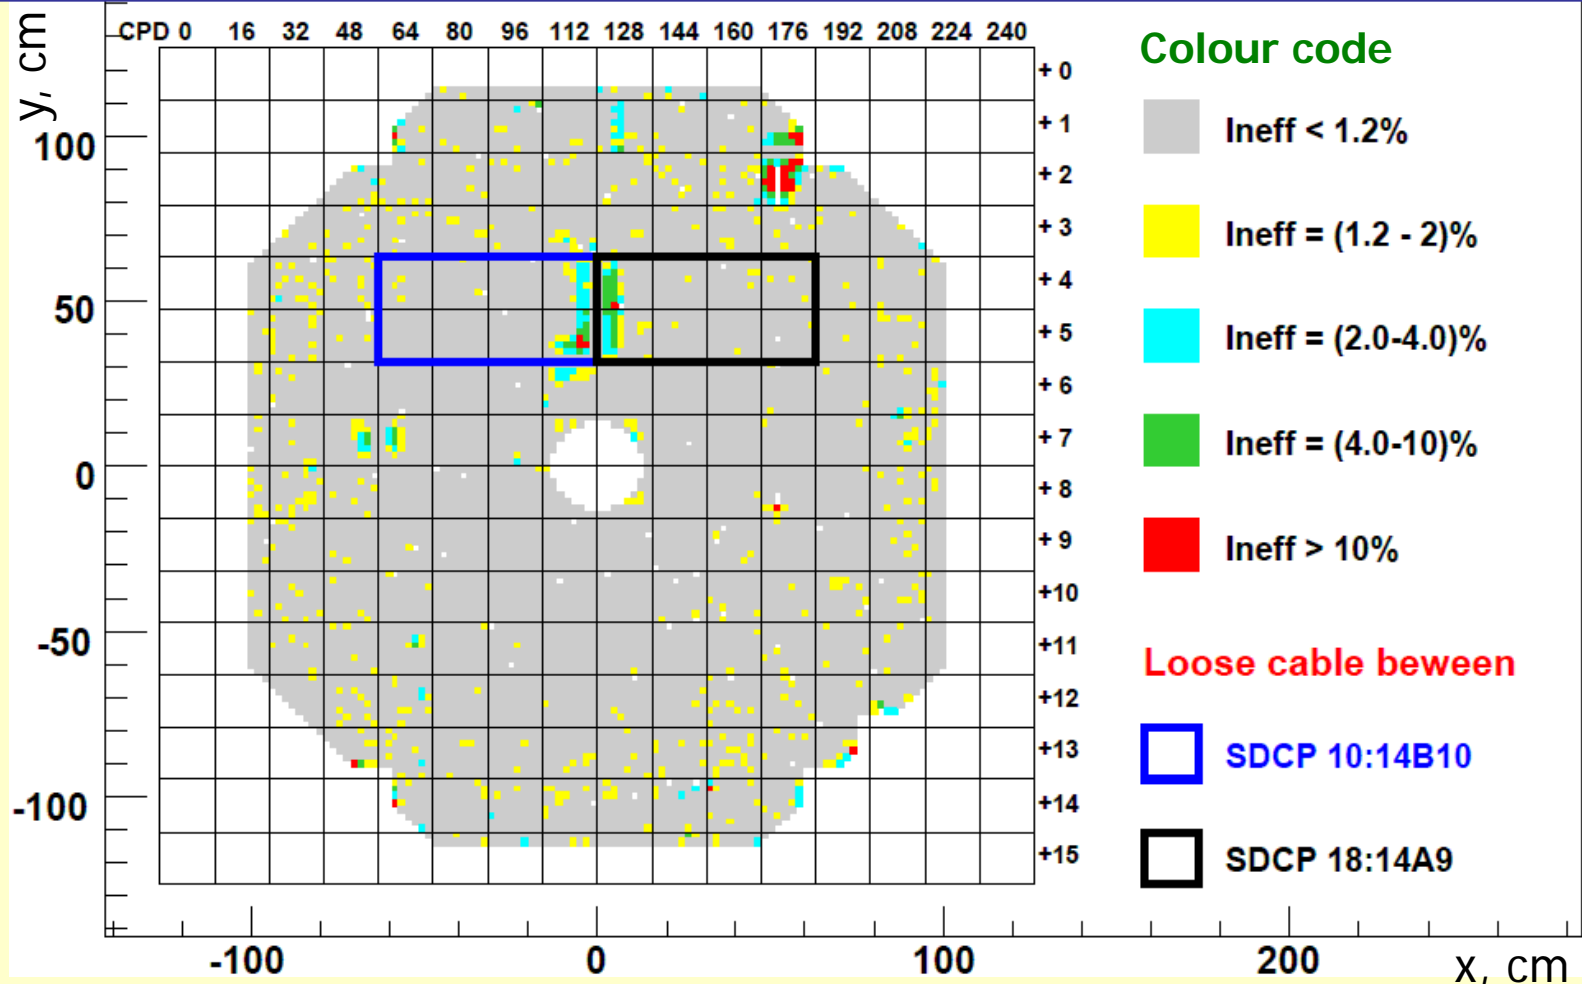 y, cm
CPD 0 16 32 48 64 80 96 112 128 144 160 176 192 208 224 240
+ 0
+ 1
+ 2
+ 3
+ 4
+ 5
+ 6
+ 7
+ 8
+ 9
+10
+11
+12
+13
+14
+15
100
50
0
-50
-100
-100 0 100 200
x, cm
Colour code
Ineff < 1.2%
Ineff = (1.2 - 2)%
Ineff = (2.0-4.0)%
Ineff = (4.0-10)%
Ineff > 10%
Loose cable beween
SDCP 10:14B10
SDCP 18:14A9